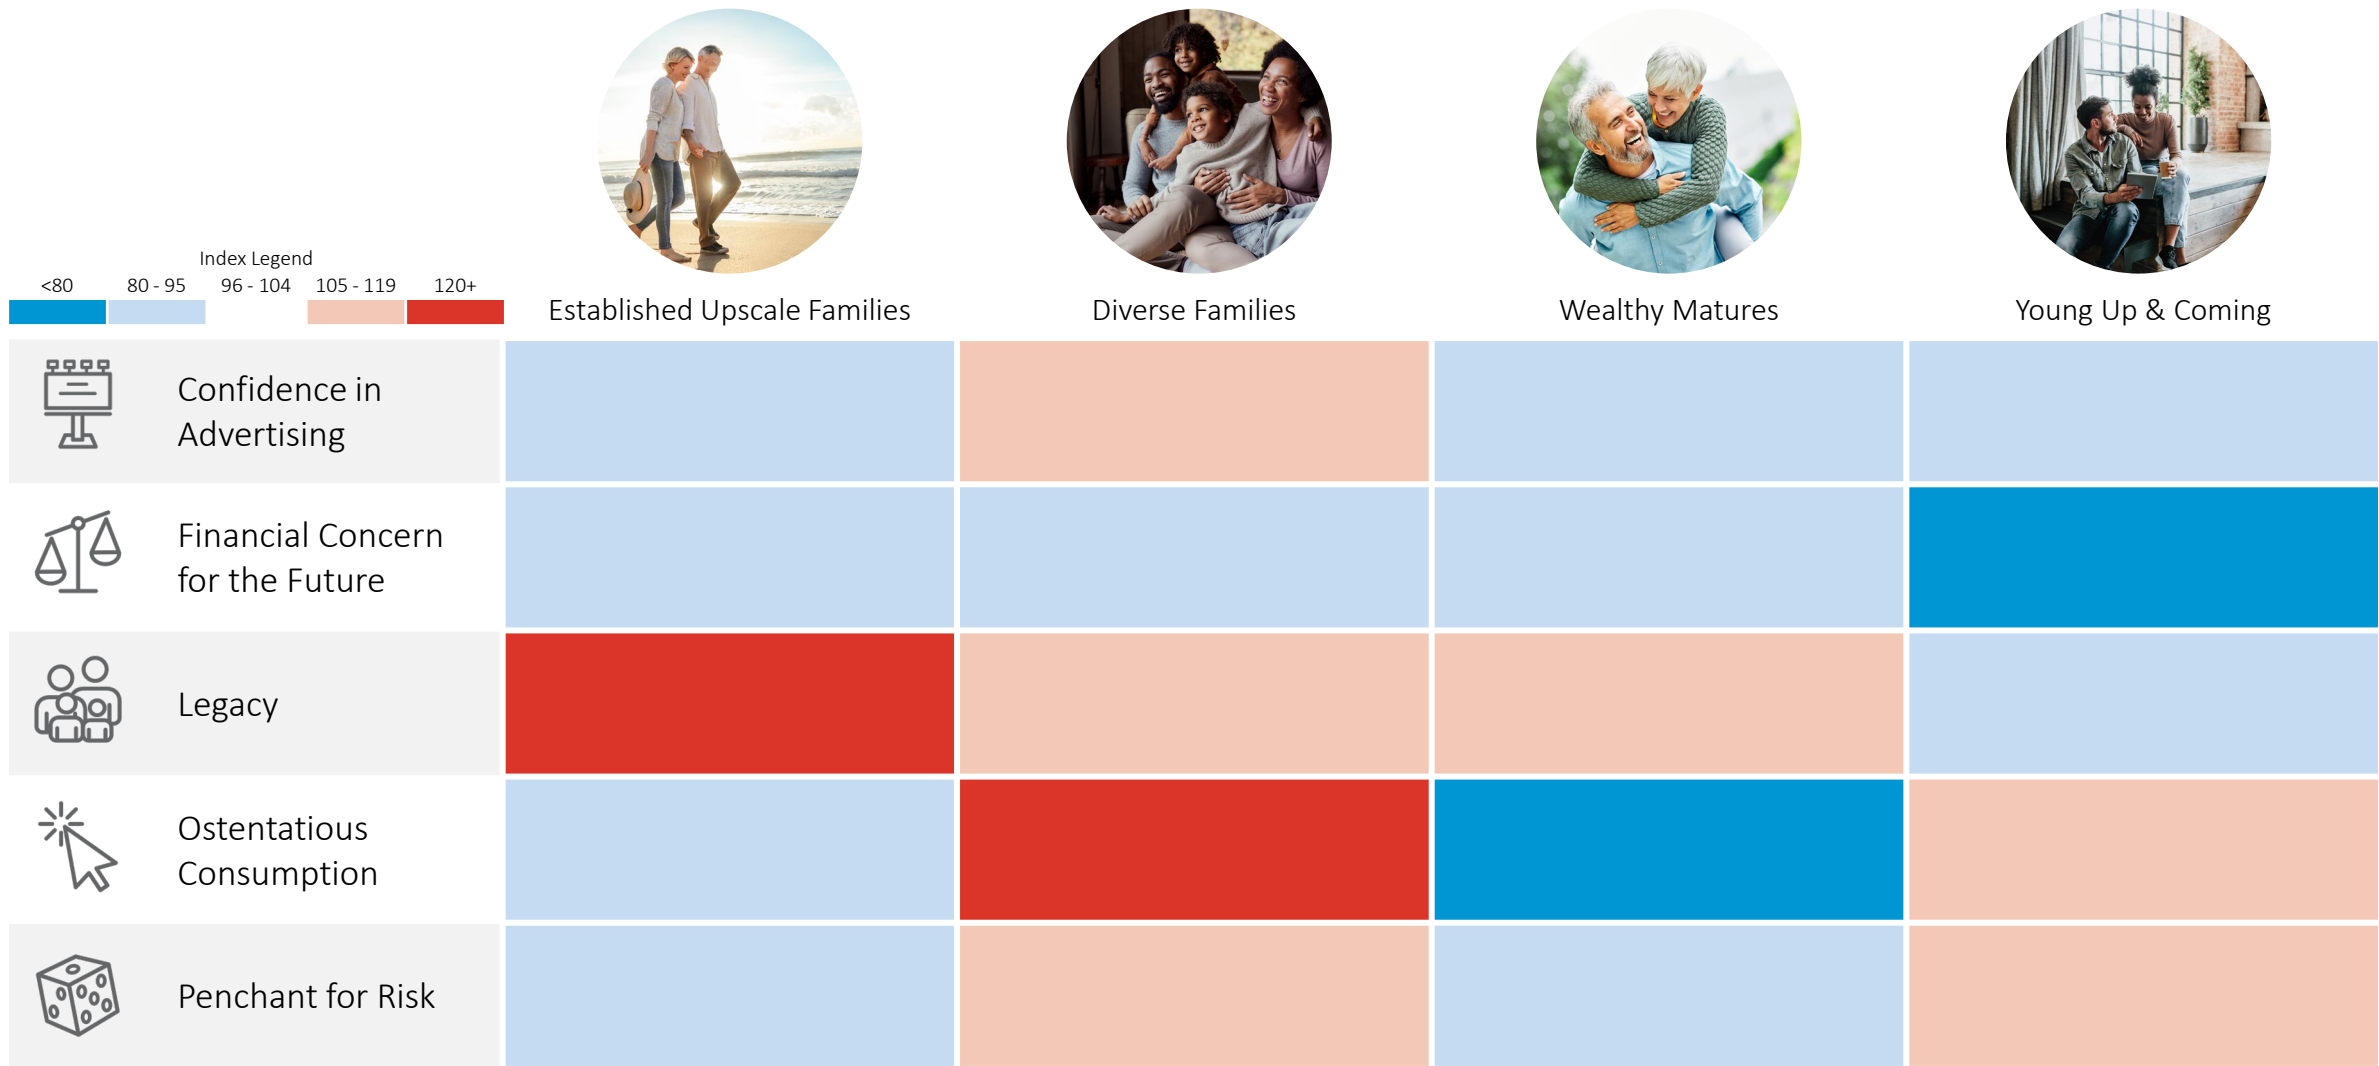 Index Legend
<80 80 - 95 96 - 104 105 - 119 120+
Established Upscale Families Diverse Families Wealthy Matures Young Up & Coming
Confidence in
Advertising
Financial Concern
for the Future
Legacy
Ostentatious
Consumption
Penchant for Risk